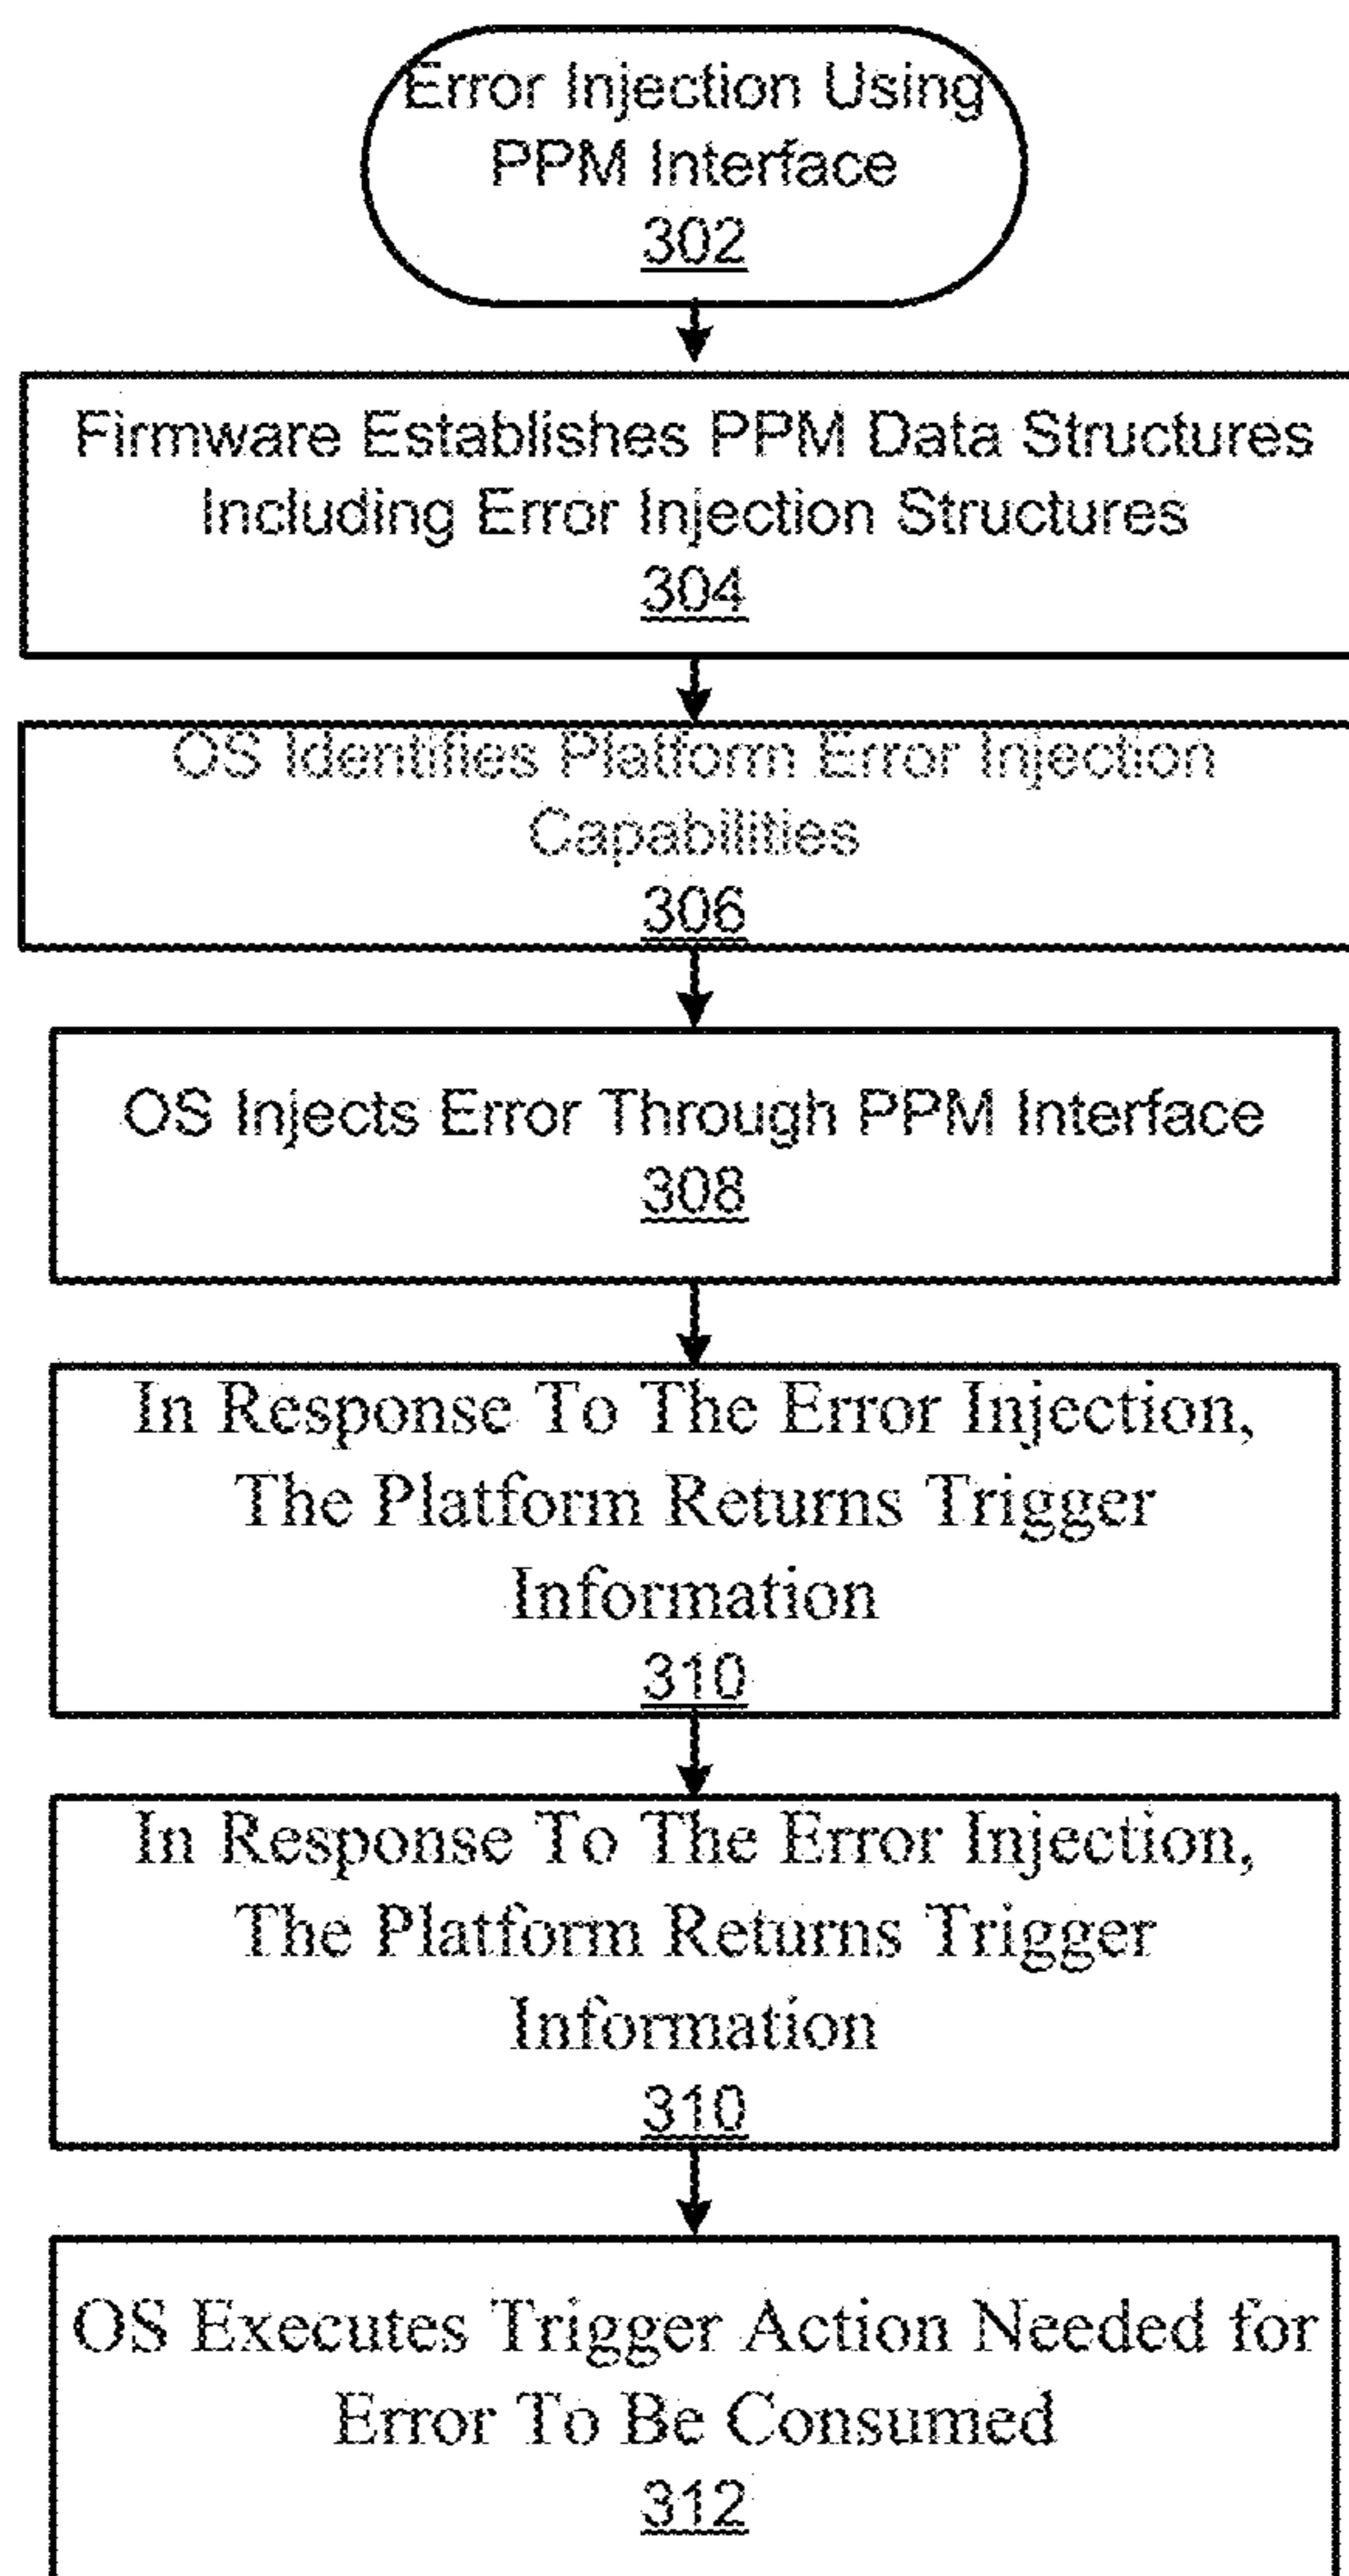 Error Injection Using
PPM Interface
302
Firmware Establishes PPM Data Structures
Including Error Injection Structures
304
OS Identifies Platform Error Injection
Capabilities
306
OS Injects Error Through PPM Interface
308
In Response To The Error Injection,
The Platform Returns Trigger
Information
310
In Response To The Error Injection,
The Platform Returns Trigger
Information
310
OS Executes Trigger Action Needed for
Error To Be Consumed
312